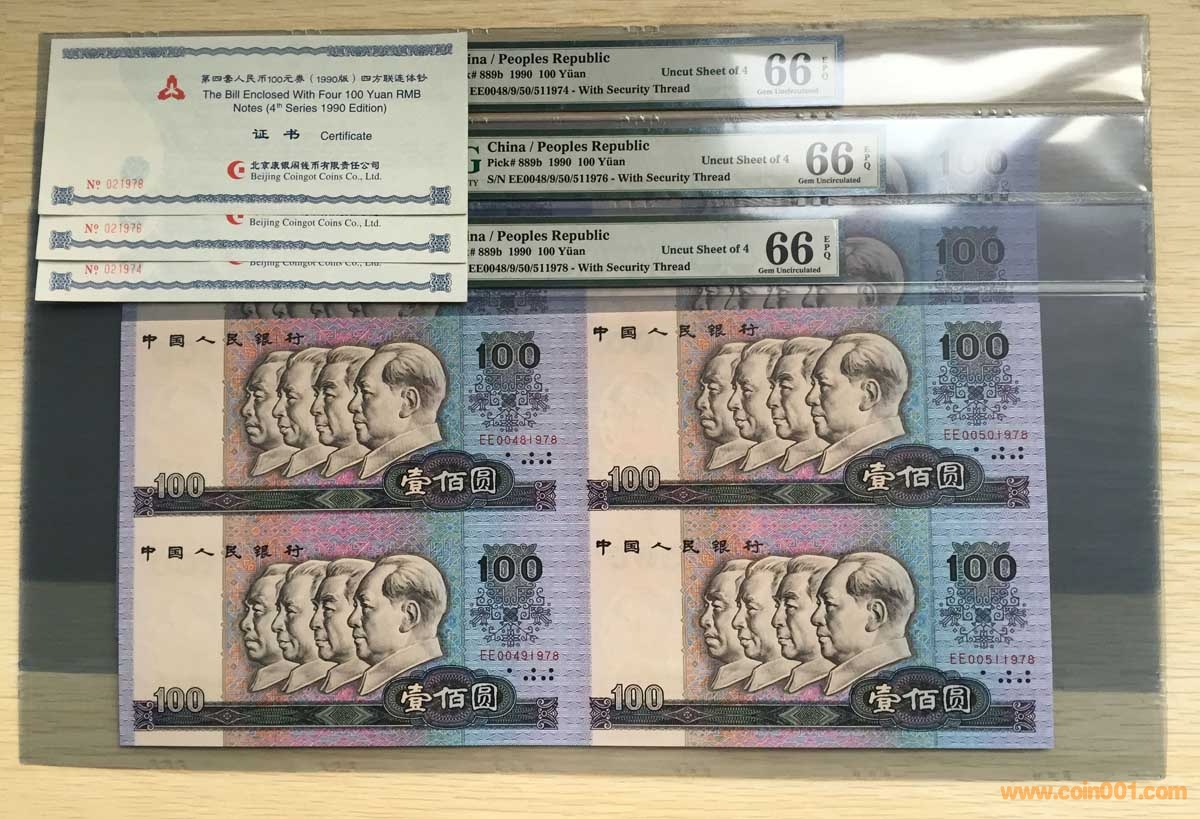 第四套人民币100元券（1990版）四方联连体钞
The Bill Enclosed With Four 100 Yuan RMB
Notes (4th Series 1990 Edition)
证 书 Certificate
北京康银阁钱币有限责任公司
Beijing Coingot Coins Co., Ltd.
№ 021978
Beijing Coingot Coins Co., Ltd.
№ 021976
Beijing Coingot Coins Co., Ltd.
№ 021974
ina / Peoples Republic
# 889b 1990 100 Yüan
Uncut Sheet of 4
EE0048/9/50/511974 - With Security Thread
66
EPQ
Gem Uncirculated
China / Peoples Republic
Pick# 889b 1990 100 Yüan
Uncut Sheet of 4
S/N EE0048/9/50/511976 - With Security Thread
66
EPQ
Gem Uncirculated
ina / Peoples Republic
# 889b 1990 100 Yüan
Uncut Sheet of 4
EE0048/9/50/511978 - With Security Thread
66
EPQ
Gem Uncirculated
100
100
中国人民银行
100
EE00481978
100
壹佰圆
中国人民银行
100
EE00501978
100
壹佰圆
中国人民银行
100
EE00491978
100
壹佰圆
中国人民银行
100
EE00511978
100
壹佰圆
www.coin001.com